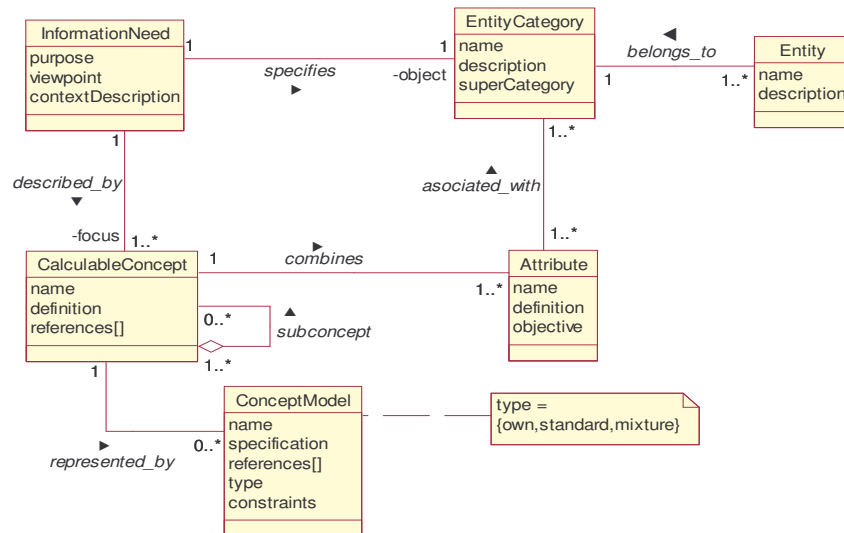 InformationNeed
purpose
viewpoint
contextDescription
1
1
specifies
-object
EntityCategory
name
description
superCategory
belongs_to
1
1..*
Entity
name
description
1
described_by
-focus
1..*
1..*
asociated_with
1..*
CalculableConcept
name
definition
references[]
1
combines
1..*
Attribute
name
definition
objective
0..*
subconcept
1..*
1
represented_by
0..*
ConceptModel
name
specification
references[]
type
constraints
type =
{own,standard,mixture}